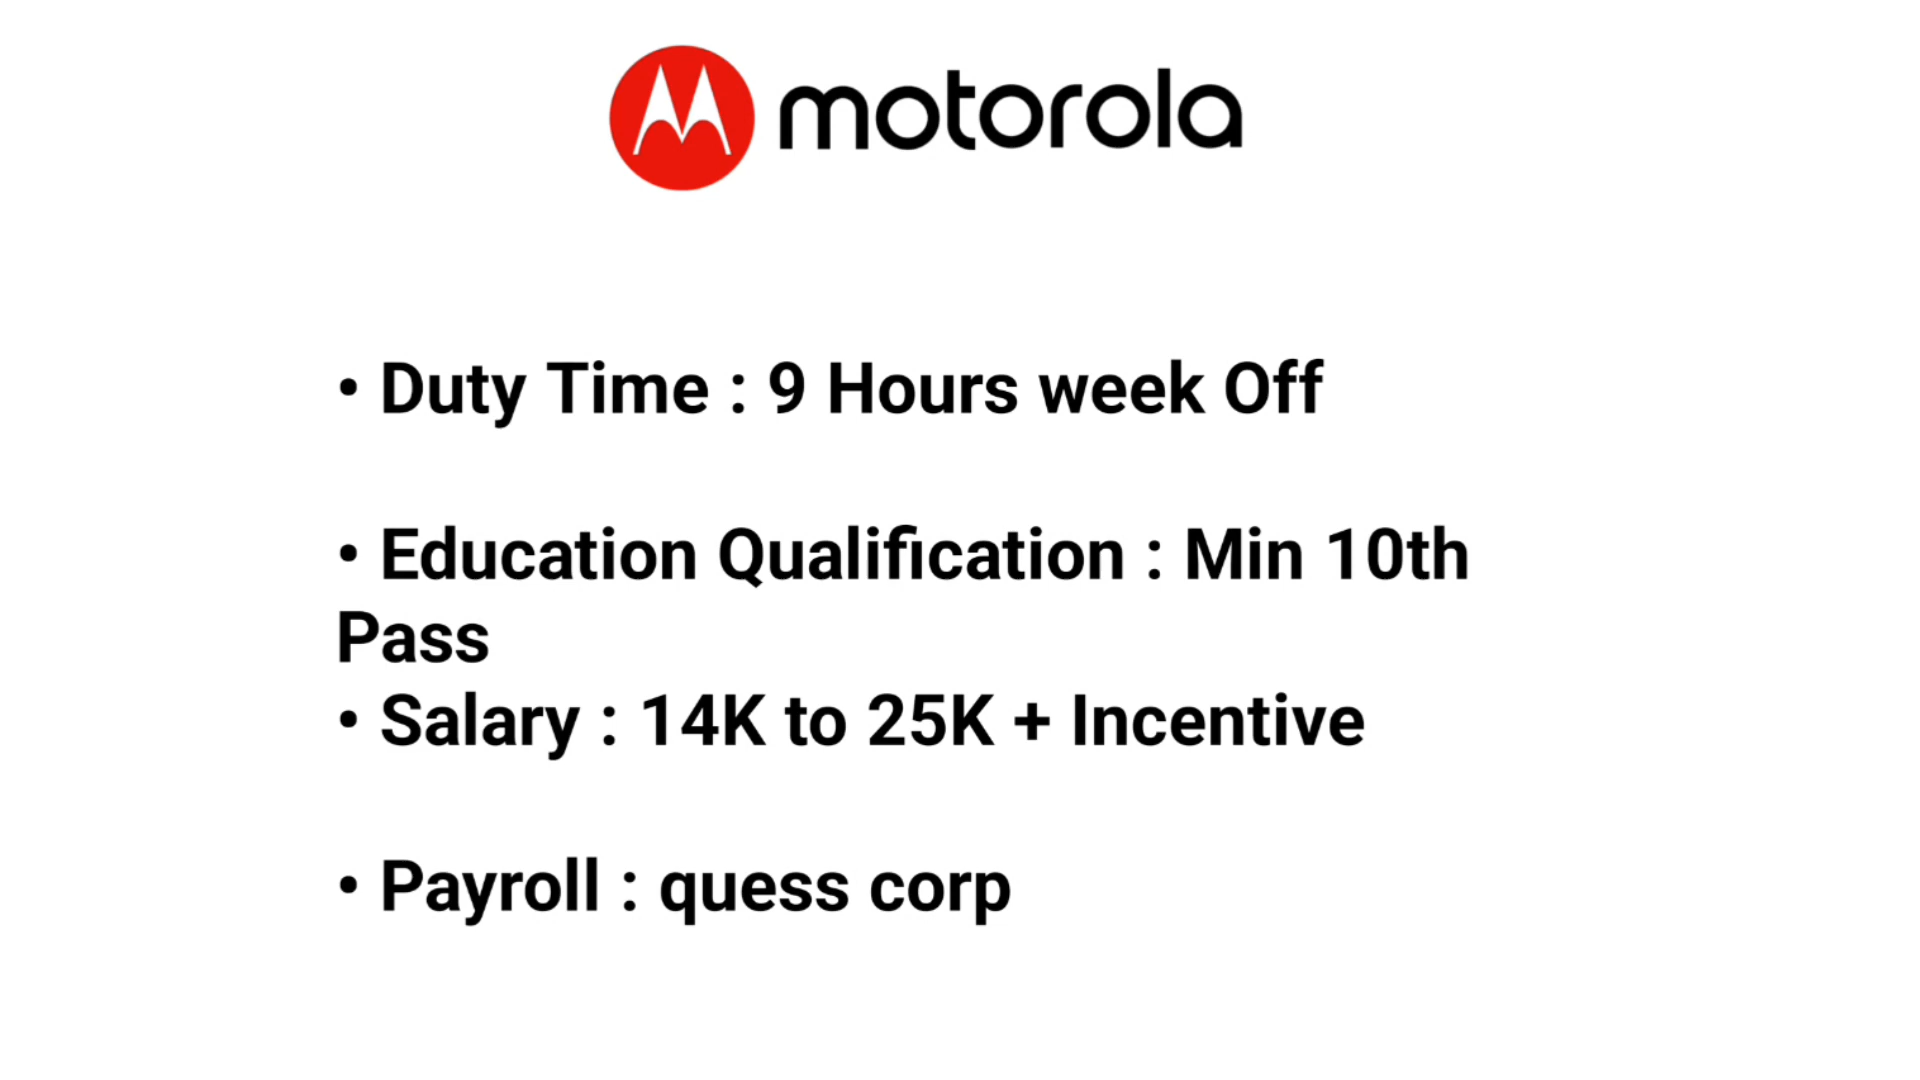 motorola
• Duty Time : 9 Hours week Off
• Education Qualification : Min 10th
Pass
• Salary : 14K to 25K + Incentive
• Payroll : quess corp